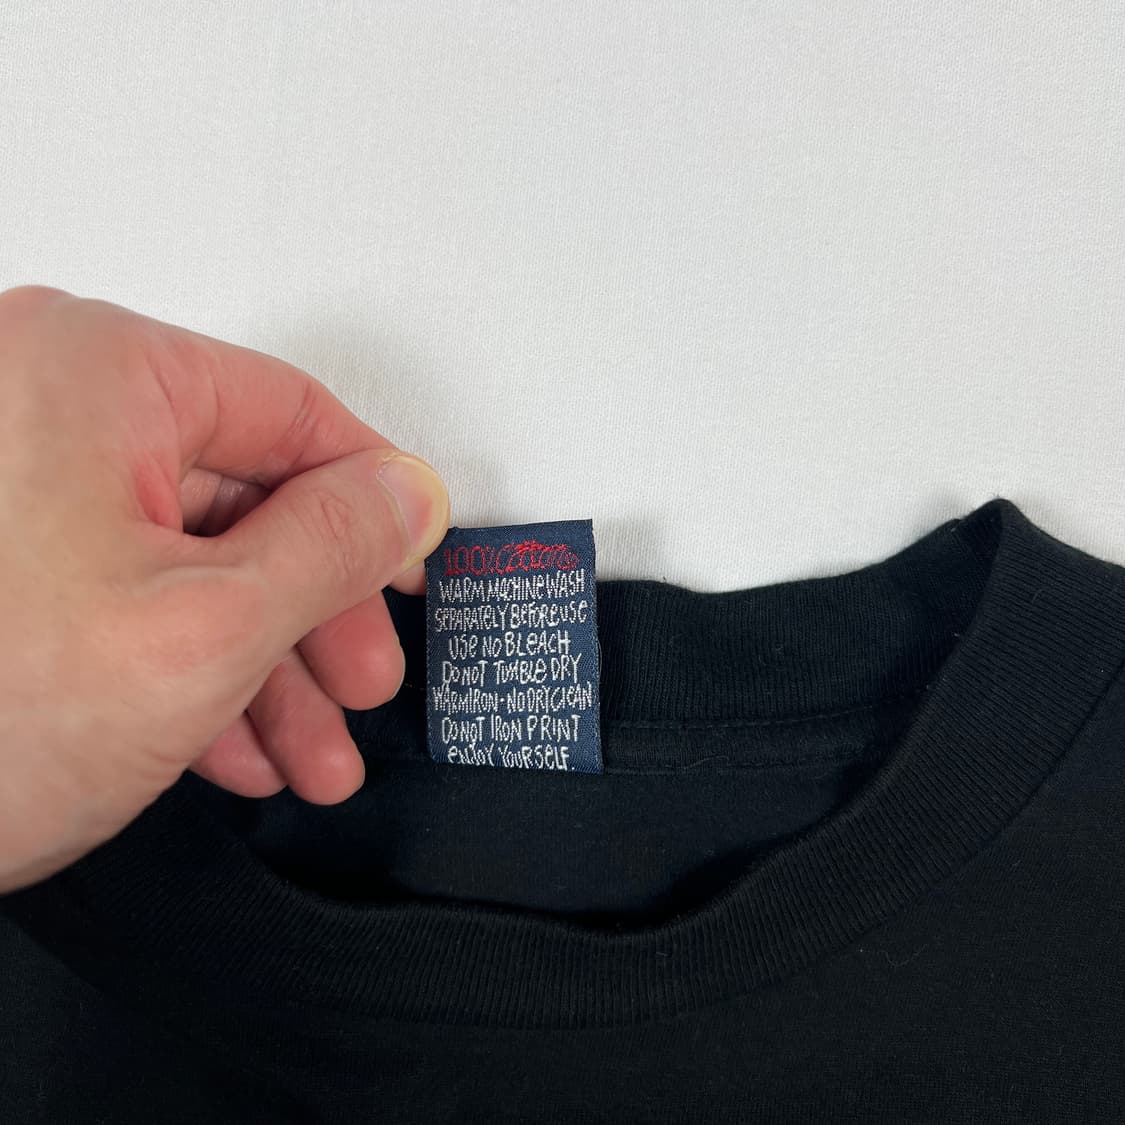 100% COTTON
WARM MACHINE WASH
SEPARATELY BEFORE USE
USE NO BLEACH
DO NOT TUMBLE DRY
WARM IRON - NO DRY CLEAN
DO NOT IRON PRINT
ENJOY YOURSELF.